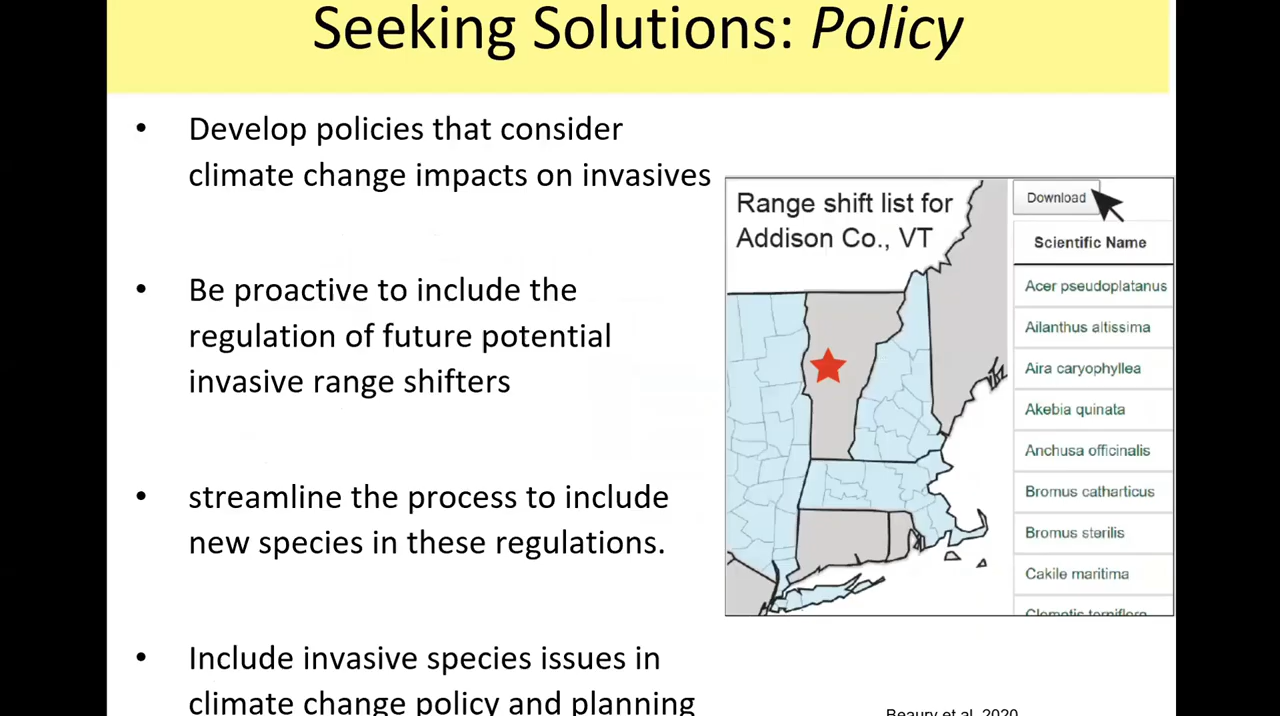 Seeking Solutions: Policy
• Develop policies that consider
climate change impacts on invasives
• Be proactive to include the
regulation of future potential
invasive range shifters
• streamline the process to include
new species in these regulations.
• Include invasive species issues in
climate change policy and planning
Range shift list for
Addison Co., VT
Download
Scientific Name
Acer pseudoplatanus
Ailanthus altissima
Aira caryophyllea
Akebia quinata
Anchusa officinalis
Bromus catharticus
Bromus sterilis
Cakile maritima
Clematis terniflora
Beaury et al. 2020